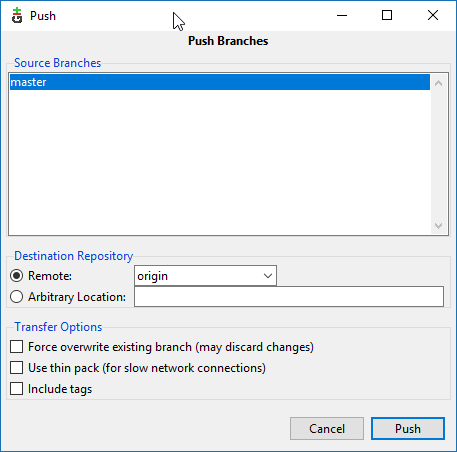 Push
Push Branches
Source Branches
master
Destination Repository
Remote: origin
Arbitrary Location:
Transfer Options
Force overwrite existing branch (may discard changes)
Use thin pack (for slow network connections)
Include tags
Cancel Push